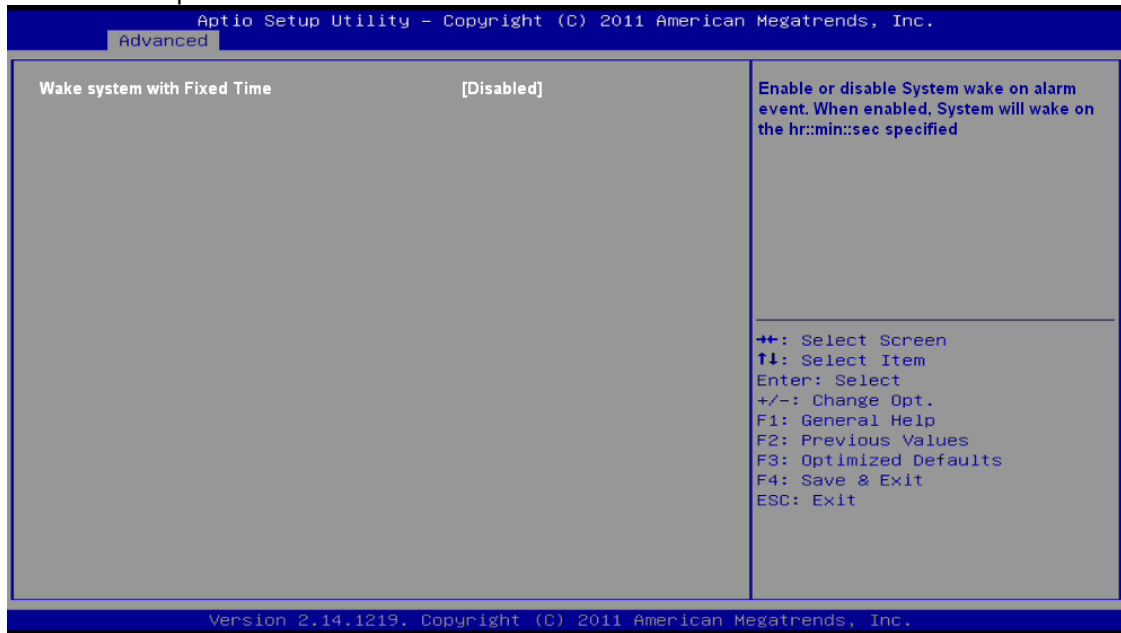 Aptio Setup Utility – Copyright (C) 2011 American Megatrends, Inc.
Advanced
Wake system with Fixed Time [Disabled]
Enable or disable System wake on alarm
event. When enabled, System will wake on
the hr::min::sec specified
→←: Select Screen
↑↓: Select Item
Enter: Select
+/-: Change Opt.
F1: General Help
F2: Previous Values
F3: Optimized Defaults
F4: Save & Exit
ESC: Exit
Version 2.14.1219. Copyright (C) 2011 American Megatrends, Inc.